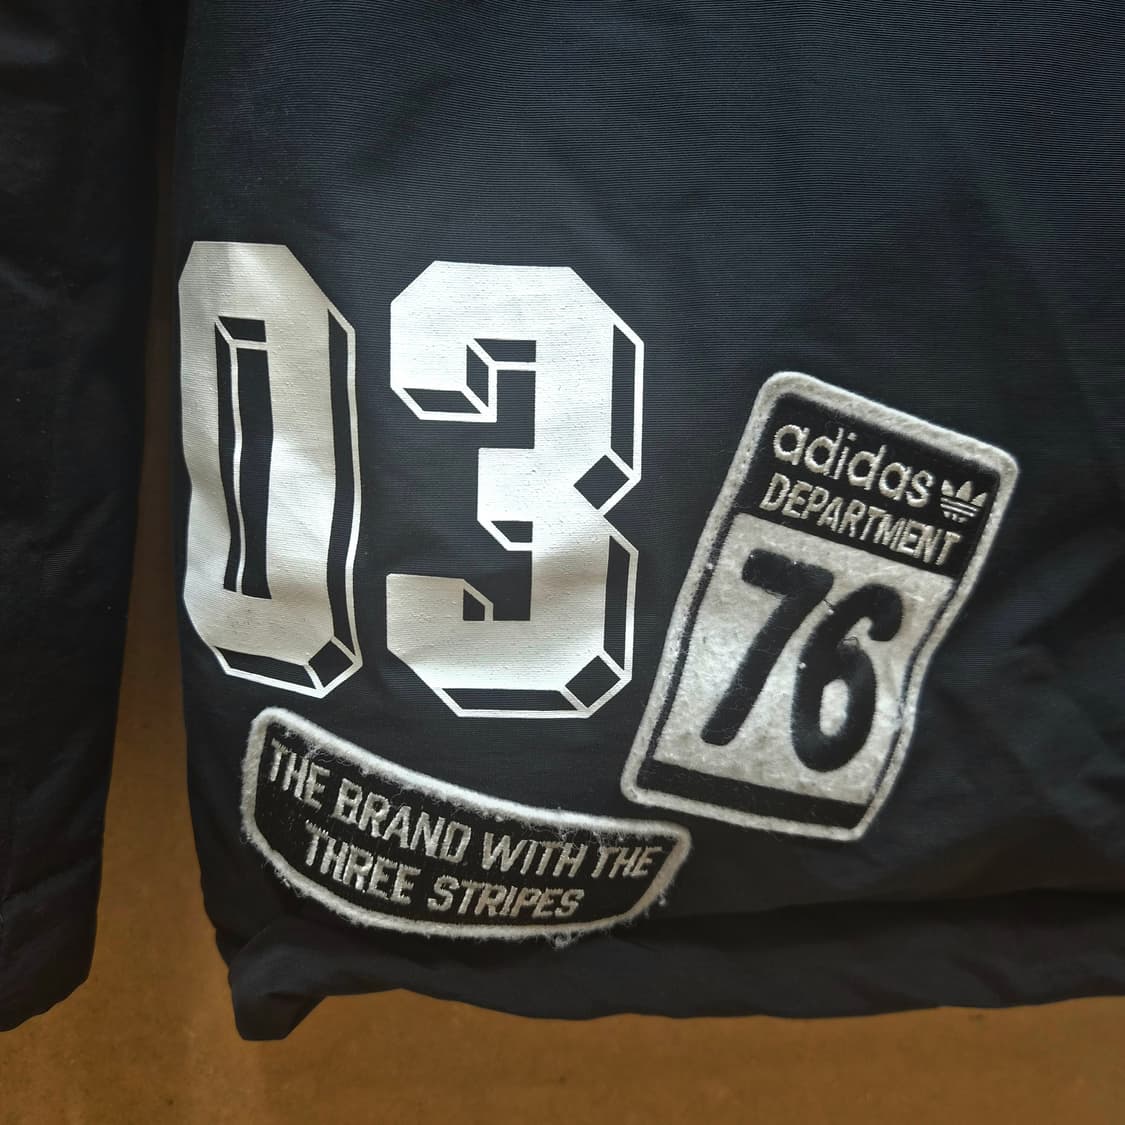 03
adidas
DEPARTMENT
76
THE BRAND WITH THE
THREE STRIPES